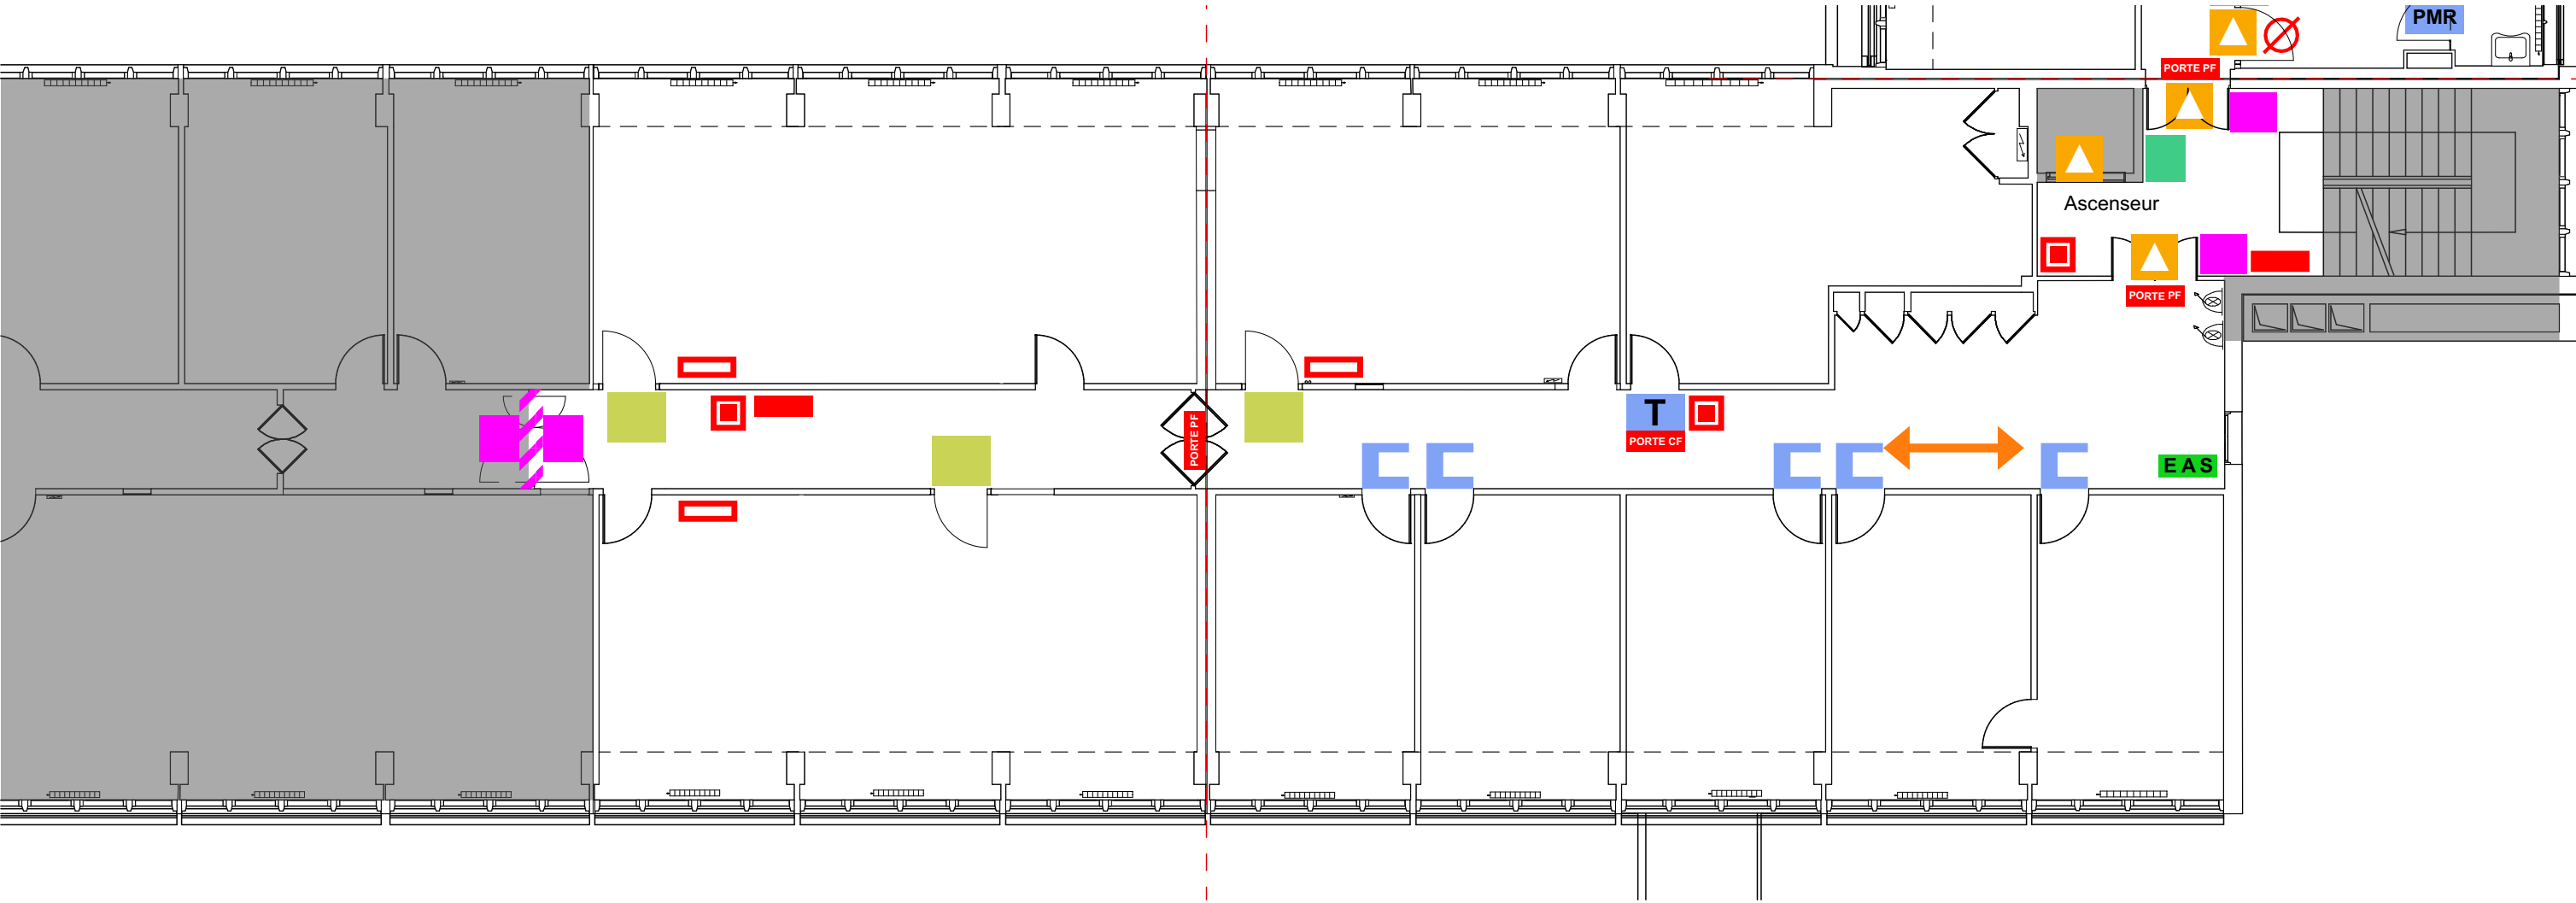 PMR
PORTE PF
Ascenseur
PORTE PF
T
PORTE CF
PORTE PF
EAS